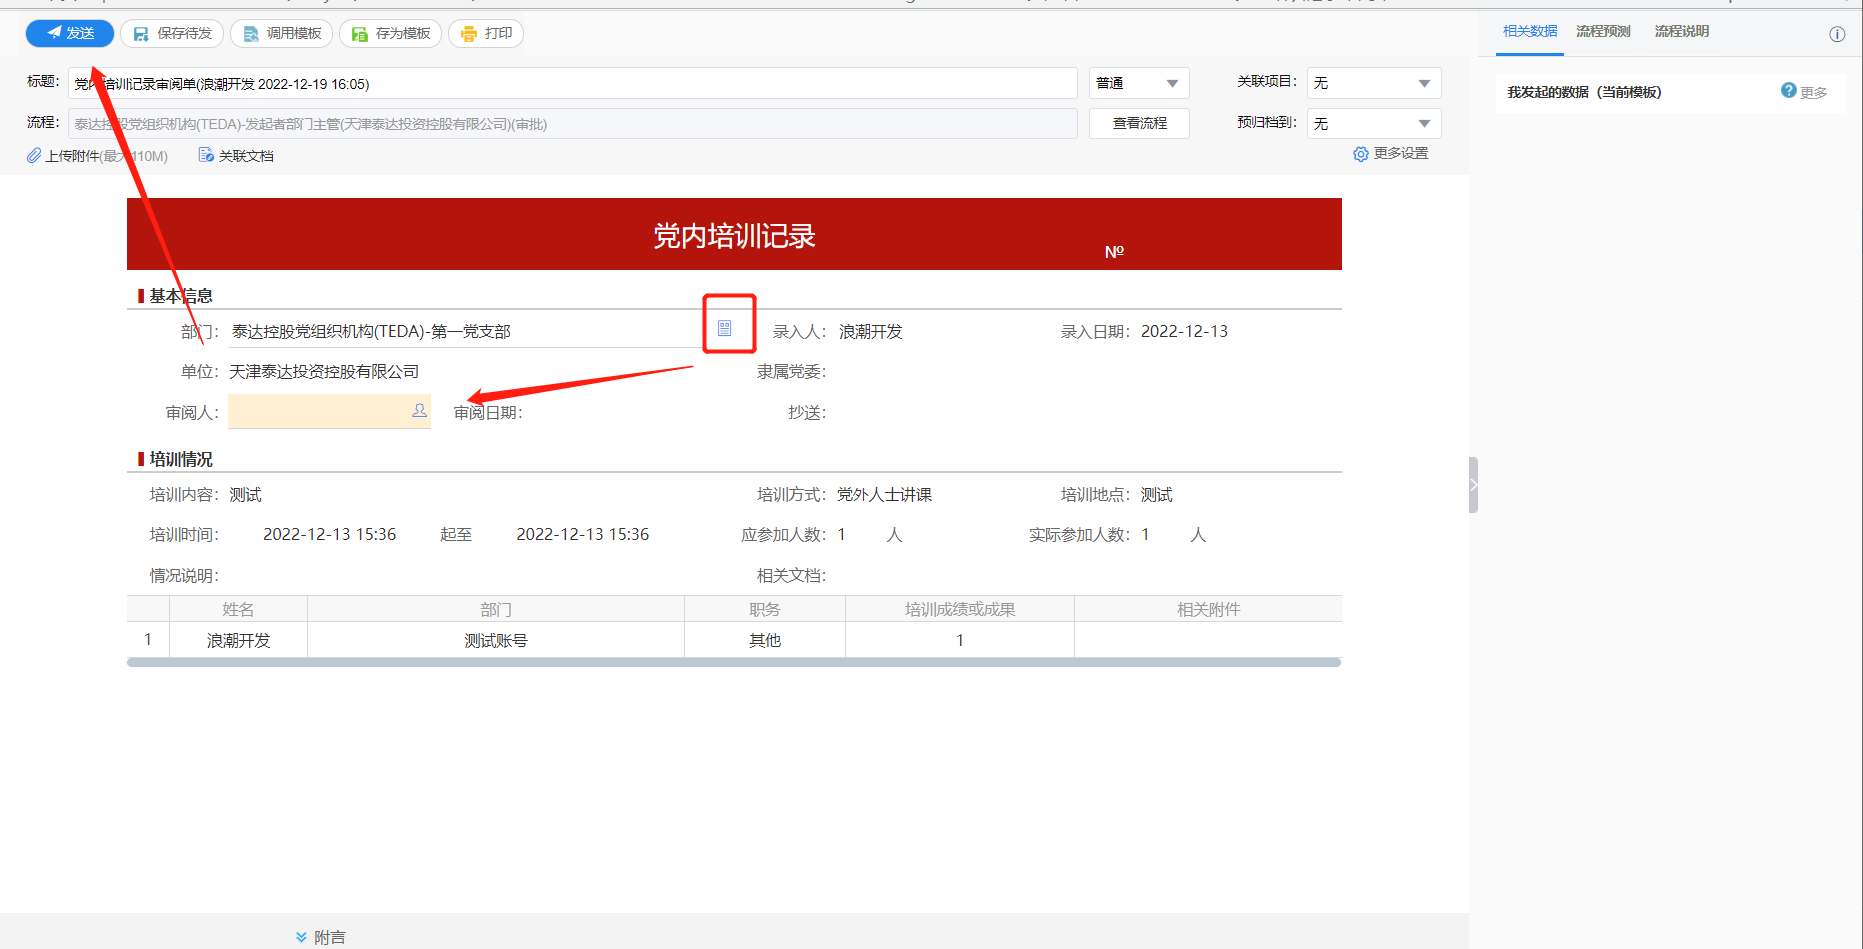 发送 保存待发 调用模板 存为模板 打印
相关数据 流程预测 流程说明
标题: 党内培训记录审阅单(浪潮开发 2022-12-19 16:05) 普通 关联项目: 无
我发起的数据（当前模板） 更多
流程: 泰达控股党组织机构(TEDA)-发起者部门主管(天津泰达投资控股有限公司)(审批) 查看流程 预归档到: 无
上传附件(最大110M) 关联文档 更多设置
党内培训记录 №
基本信息
部门: 泰达控股党组织机构(TEDA)-第一党支部 录入人: 浪潮开发 录入日期: 2022-12-13
单位: 天津泰达投资控股有限公司 隶属党委:
审阅人: 审阅日期: 抄送:
培训情况
培训内容: 测试 培训方式: 党外人士讲课 培训地点: 测试
培训时间: 2022-12-13 15:36 起至 2022-12-13 15:36 应参加人数: 1 人 实际参加人数: 1 人
情况说明: 相关文档:
姓名 部门 职务 培训成绩或成果 相关附件
1 浪潮开发 测试账号 其他 1
附言